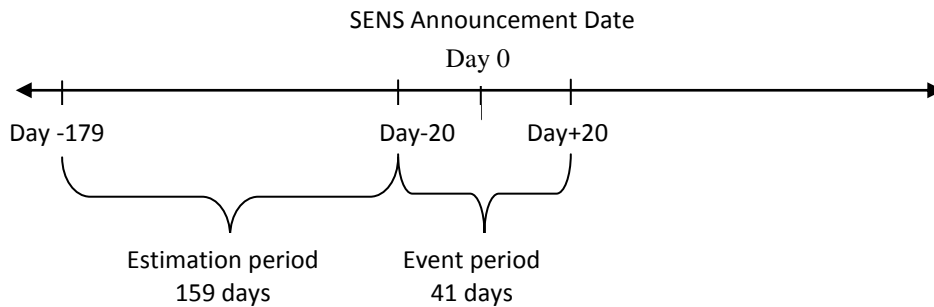 SENS Announcement Date
Day 0
Day -179
Day-20
Day+20
Estimation period
159 days
Event period
41 days